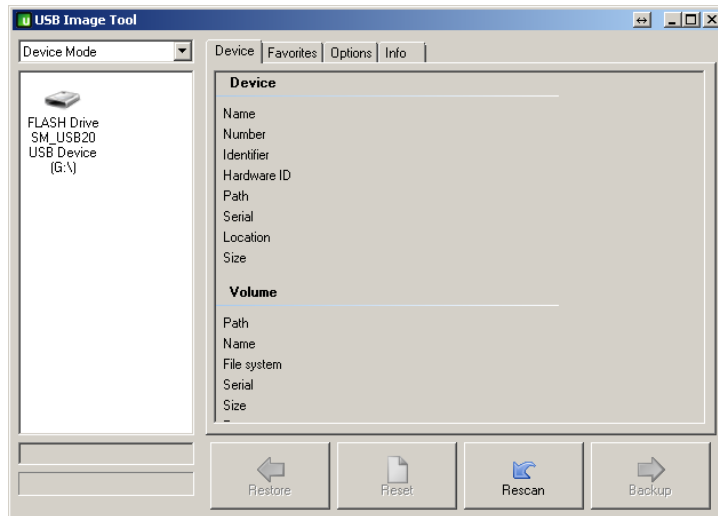 USB Image Tool
Device Mode
Device Favorites Options Info
FLASH Drive
SM_USB20
USB Device
(G:\)
Device
Name
Number
Identifier
Hardware ID
Path
Serial
Location
Size
Volume
Path
Name
File system
Serial
Size
Restore Reset Rescan Backup